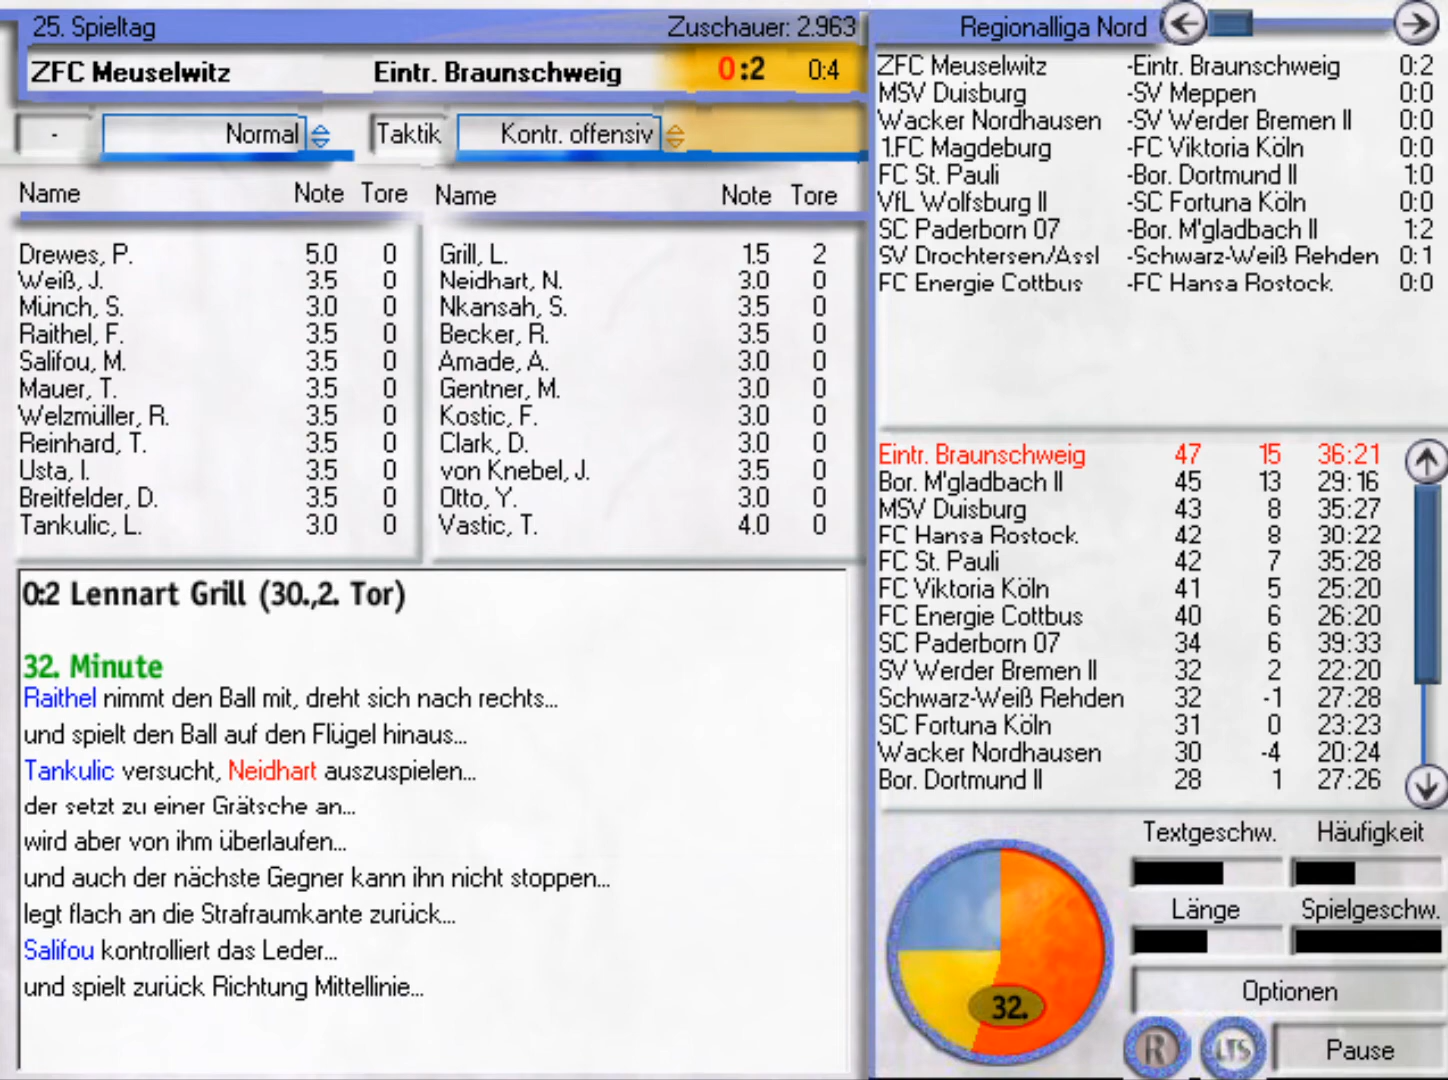 25. Spieltag Zuschauer: 2.963
ZFC Meuselwitz Eintr. Braunschweig 0:2 0:4
- Normal Taktik Kontr. offensiv
Name Note Tore Name Note Tore
Drewes, P. 5.0 0 Grill, L. 1.5 2
Weiß, J. 3.5 0 Neidhart, N. 3.0 0
Münch, S. 3.0 0 Nkansah, S. 3.5 0
Raithel, F. 3.5 0 Becker, R. 3.5 0
Salifou, M. 3.5 0 Amade, A. 3.0 0
Mauer, T. 3.5 0 Gentner, M. 3.0 0
Welzmüller, R. 3.5 0 Kostic, F. 3.0 0
Reinhard, T. 3.5 0 Clark, D. 3.0 0
Usta, I. 3.5 0 von Knebel, J. 3.5 0
Breitfelder, D. 3.5 0 Otto, Y. 3.0 0
Tankulic, L. 3.0 0 Vastic, T. 4.0 0
0:2 Lennart Grill (30.,2. Tor)
32. Minute
Raithel nimmt den Ball mit, dreht sich nach rechts...
und spielt den Ball auf den Flügel hinaus...
Tankulic versucht, Neidhart auszuspielen...
der setzt zu einer Grätsche an...
wird aber von ihm überlaufen...
und auch der nächste Gegner kann ihn nicht stoppen...
legt flach an die Strafraumkante zurück...
Salifou kontrolliert das Leder...
und spielt zurück Richtung Mittellinie...
Regionalliga Nord
ZFC Meuselwitz -Eintr. Braunschweig 0:2
MSV Duisburg -SV Meppen 0:0
Wacker Nordhausen -SV Werder Bremen II 0:0
1.FC Magdeburg -FC Viktoria Köln 0:0
FC St. Pauli -Bor. Dortmund II 1:0
VfL Wolfsburg II -SC Fortuna Köln 0:0
SC Paderborn 07 -Bor. M'gladbach II 1:2
SV Drochtersen/Assl -Schwarz-Weiß Rehden 0:1
FC Energie Cottbus -FC Hansa Rostock 0:0
Eintr. Braunschweig 47 15 36:21
Bor. M'gladbach II 45 13 29:16
MSV Duisburg 43 8 35:27
FC Hansa Rostock 42 8 30:22
FC St. Pauli 42 7 35:28
FC Viktoria Köln 41 5 25:20
FC Energie Cottbus 40 6 26:20
SC Paderborn 07 34 6 39:33
SV Werder Bremen II 32 2 22:20
Schwarz-Weiß Rehden 32 -1 27:28
SC Fortuna Köln 31 0 23:23
Wacker Nordhausen 30 -4 20:24
Bor. Dortmund II 28 1 27:26
Textgeschw. Häufigkeit
Länge Spielgeschw.
32.
Optionen
R LTS Pause